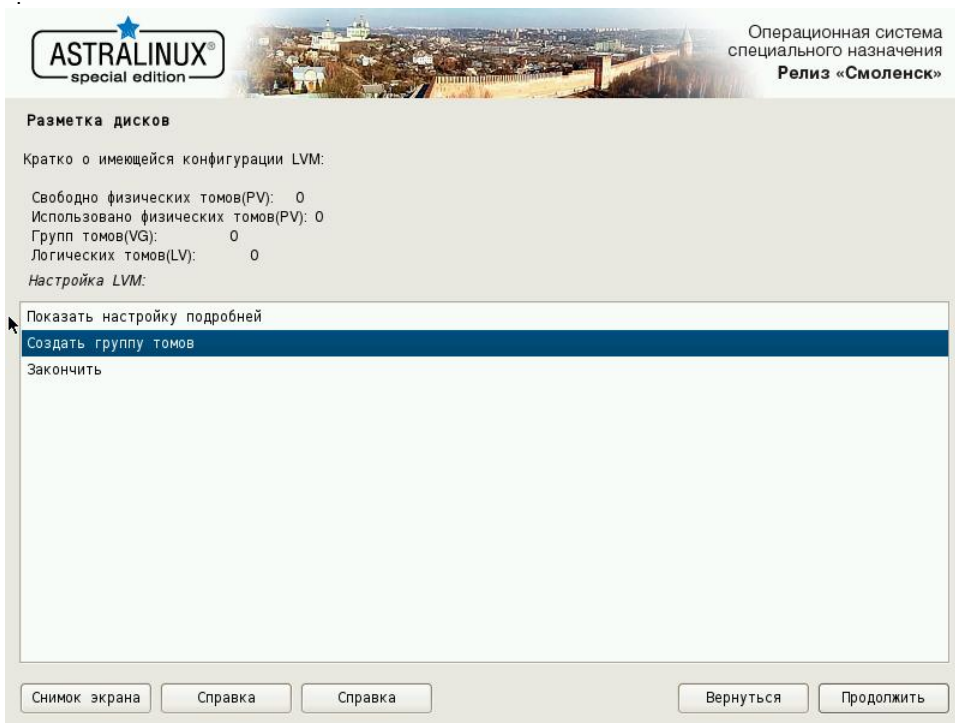 ASTRALINUX®
special edition
Операционная система
специального назначения
Релиз «Смоленск»
Разметка дисков
Кратко о имеющейся конфигурации LVM:
Свободно физических томов(PV): 0
Использовано физических томов(PV): 0
Групп томов(VG): 0
Логических томов(LV): 0
Настройка LVM:
Показать настройку подробней
Создать группу томов
Закончить
Снимок экрана
Справка
Справка
Вернуться
Продолжить